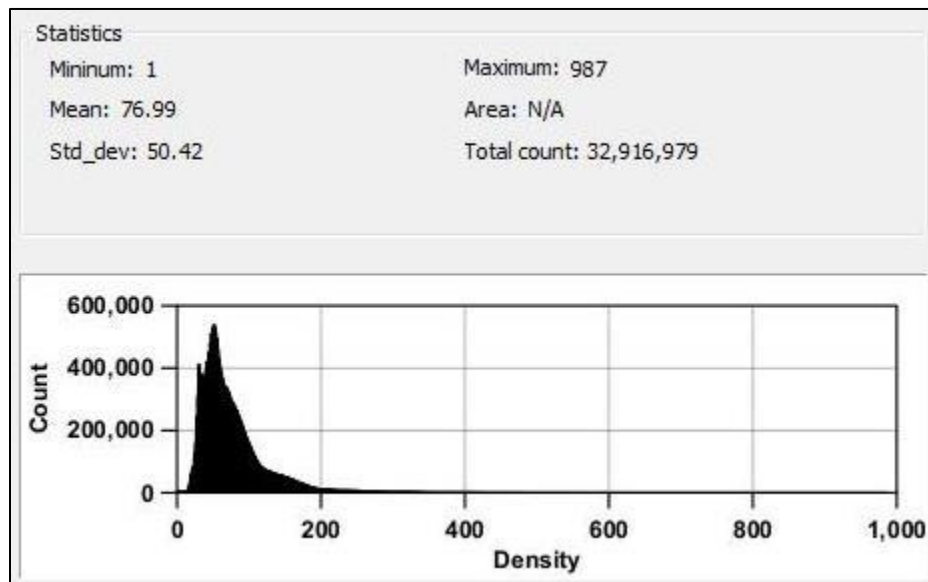 Statistics
Mininum: 1
Maximum: 987
Mean: 76.99
Area: N/A
Std_dev: 50.42
Total count: 32,916,979
600,000
400,000
200,000
0
Count
0 200 400 600 800 1,000
Density